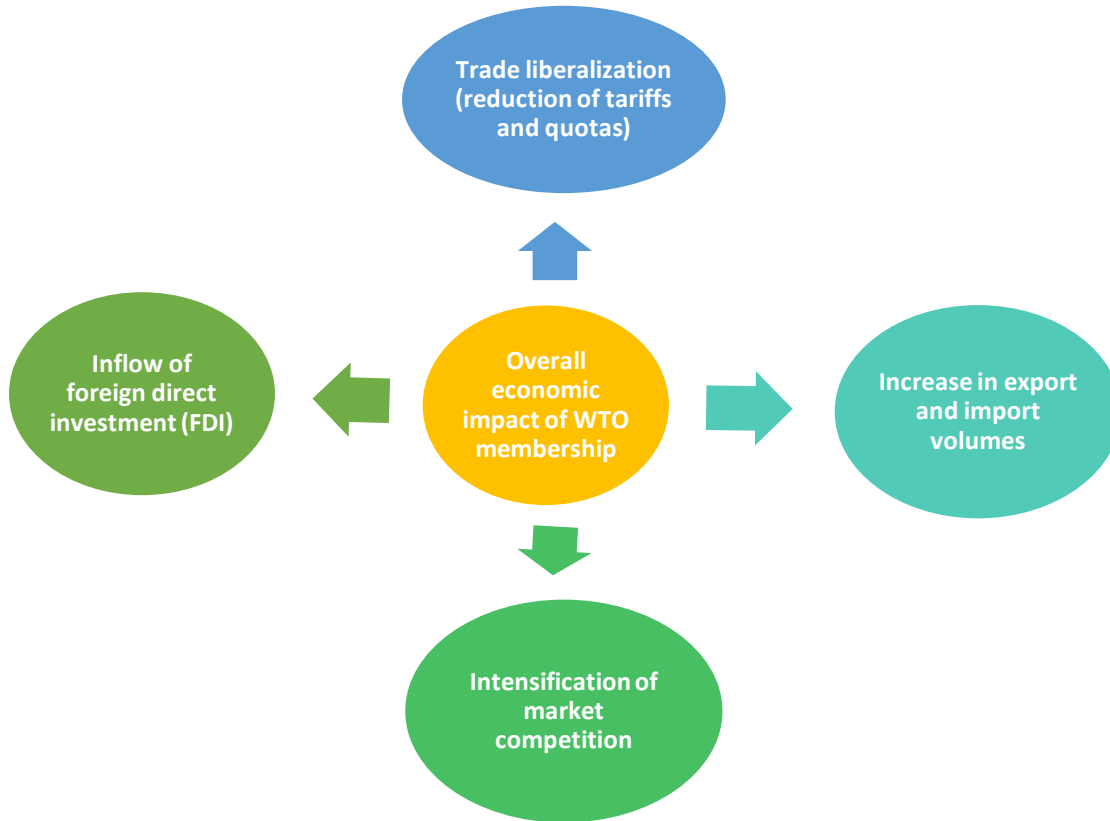 Trade liberalization
(reduction of tariffs
and quotas)
Inflow of
foreign direct
investment (FDI)
Overall
economic
impact of WTO
membership
Increase in export
and import
volumes
Intensification of
market
competition